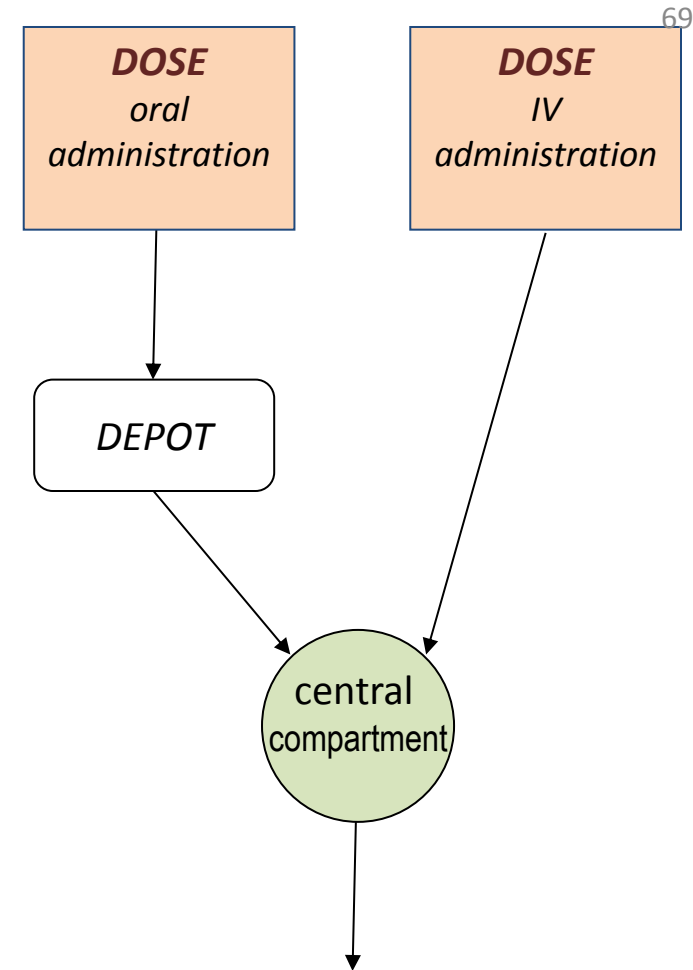 69
DOSE
oral
administration
DOSE
IV
administration
DEPOT
central
compartment